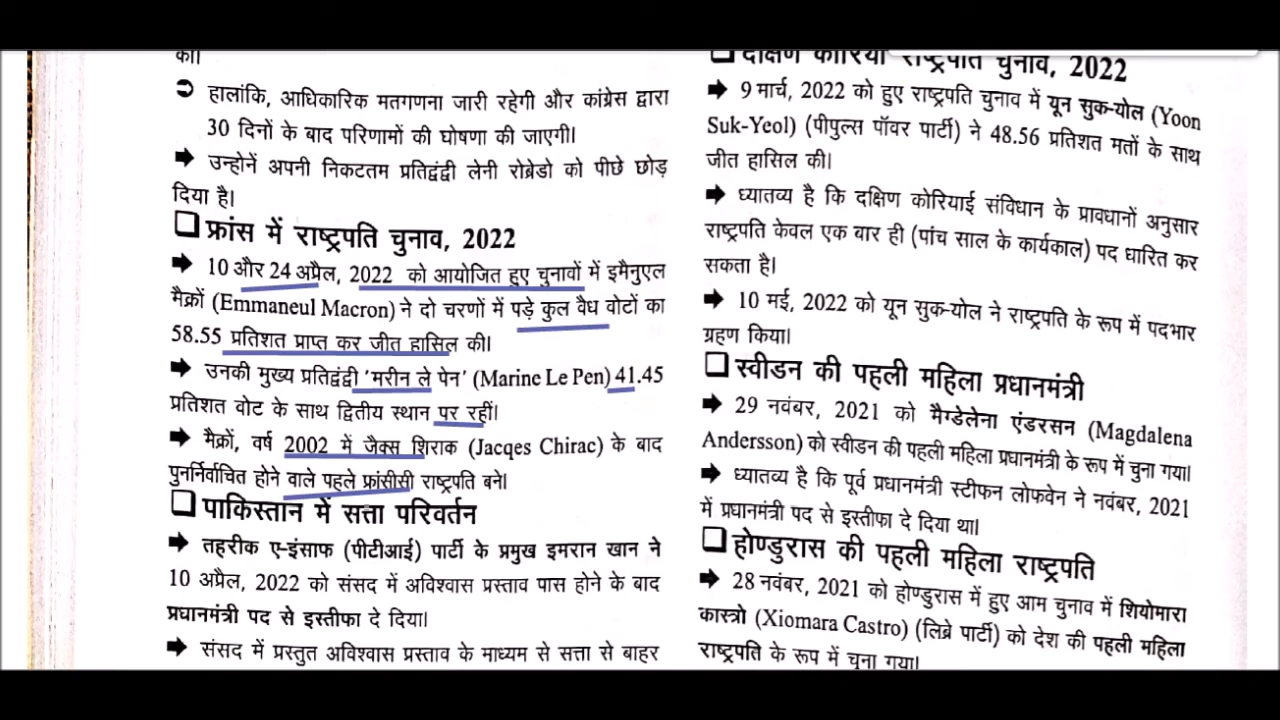 का।
➲ हालांकि, आधिकारिक मतगणना जारी रहेगी और कांग्रेस द्वारा
30 दिनों के बाद परिणामों की घोषणा की जाएगी।
➡ उन्होनें अपनी निकटतम प्रतिद्वंद्वी लेनी रोब्रेडो को पीछे छोड़
दिया है।
❑ फ्रांस में राष्ट्रपति चुनाव, 2022
➡ 10 और 24 अप्रैल, 2022 को आयोजित हुए चुनावों में इमैनुएल
मैक्रों (Emmaneul Macron) ने दो चरणों में पड़े कुल वैध वोटों का
58.55 प्रतिशत प्राप्त कर जीत हासिल की।
➡ उनकी मुख्य प्रतिद्वंद्वी 'मरीन ले पेन' (Marine Le Pen) 41.45
प्रतिशत वोट के साथ द्वितीय स्थान पर रहीं।
➡ मैक्रों, वर्ष 2002 में जैक्स शिराक (Jacqes Chirac) के बाद
पुनर्निर्वाचित होने वाले पहले फ्रांसीसी राष्ट्रपति बने।
❑ पाकिस्तान में सत्ता परिवर्तन
➡ तहरीक ए-इंसाफ (पीटीआई) पार्टी के प्रमुख इमरान खान ने
10 अप्रैल, 2022 को संसद में अविश्वास प्रस्ताव पास होने के बाद
प्रधानमंत्री पद से इस्तीफा दे दिया।
➡ संसद में प्रस्तुत अविश्वास प्रस्ताव के माध्यम से सत्ता से बाहर
❑ दक्षिण कोरिया राष्ट्रपति चुनाव, 2022
➡ 9 मार्च, 2022 को हुए राष्ट्रपति चुनाव में यून सुक-योल (Yoon
Suk-Yeol) (पीपुल्स पॉवर पार्टी) ने 48.56 प्रतिशत मतों के साथ
जीत हासिल की।
➡ ध्यातव्य है कि दक्षिण कोरियाई संविधान के प्रावधानों अनुसार
राष्ट्रपति केवल एक बार ही (पांच साल के कार्यकाल) पद धारित कर
सकता है।
➡ 10 मई, 2022 को यून सुक-योल ने राष्ट्रपति के रूप में पदभार
ग्रहण किया।
❑ स्वीडन की पहली महिला प्रधानमंत्री
➡ 29 नवंबर, 2021 को मैग्डेलेना एंडरसन (Magdalena
Andersson) को स्वीडन की पहली महिला प्रधानमंत्री के रूप में चुना गया।
➡ ध्यातव्य है कि पूर्व प्रधानमंत्री स्टीफन लोफवेन ने नवंबर, 2021
में प्रधानमंत्री पद से इस्तीफा दे दिया था।
❑ होण्डुरास की पहली महिला राष्ट्रपति
➡ 28 नवंबर, 2021 को होण्डुरास में हुए आम चुनाव में शियोमारा
कास्त्रो (Xiomara Castro) (लिब्रे पार्टी) को देश की पहली महिला
राष्ट्रपति के रूप में चुना गया।